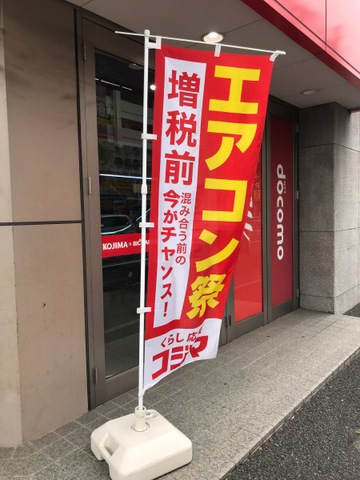 エアコン祭
増税前
混み合う前の
今がチャンス!
くらし応援
コジマ
KOJIMA × BIC
docomo